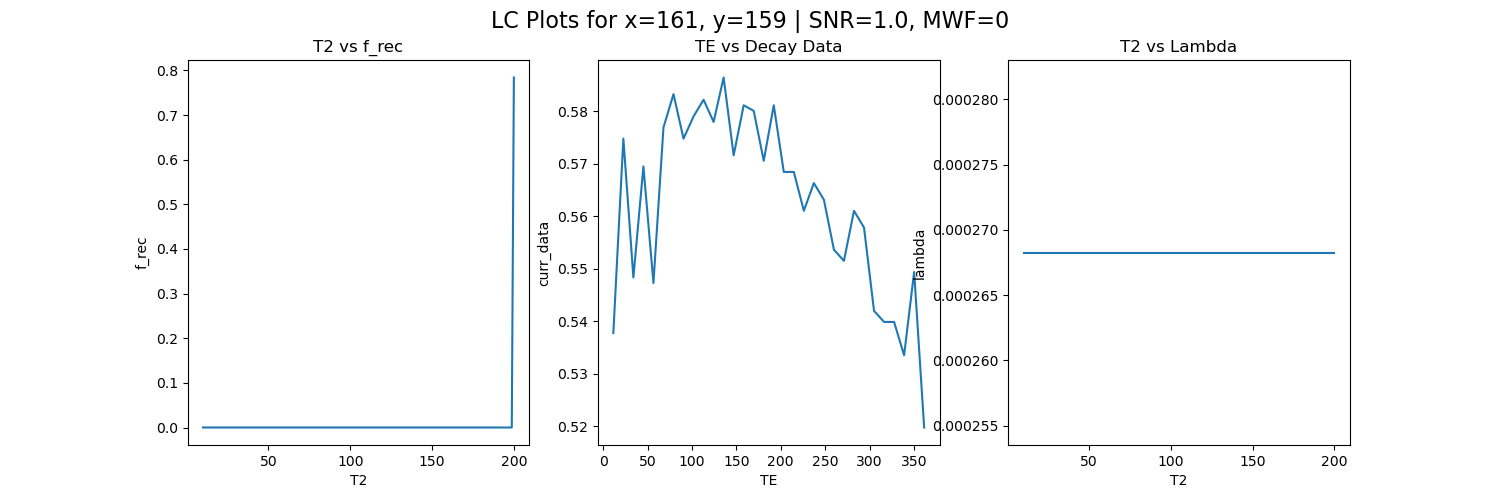 LC Plots for x=161, y=159 | SNR=1.0, MWF=0
T2 vs f_rec
0.8
0.7
0.6
0.5
0.4
0.3
0.2
0.1
0.0
f_rec
50 100 150 200
T2
TE vs Decay Data
0.58
0.57
0.56
0.55
0.54
0.53
0.52
curr_data
0 50 100 150 200 250 300 350
TE
T2 vs Lambda
0.000280
0.000275
0.000270
0.000265
0.000260
0.000255
lambda
50 100 150 200
T2